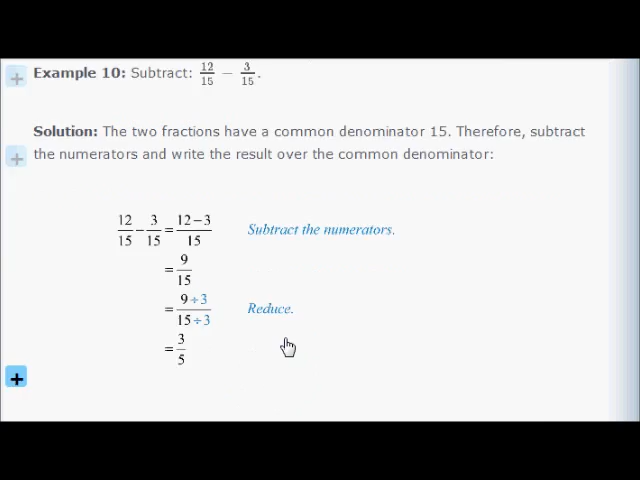 Example 10: Subtract: 12/15 − 3/15.
Solution: The two fractions have a common denominator 15. Therefore, subtract
the numerators and write the result over the common denominator:
12/15 − 3/15 = 12−3/15 Subtract the numerators.
= 9/15
= 9÷3/15÷3 Reduce.
= 3/5